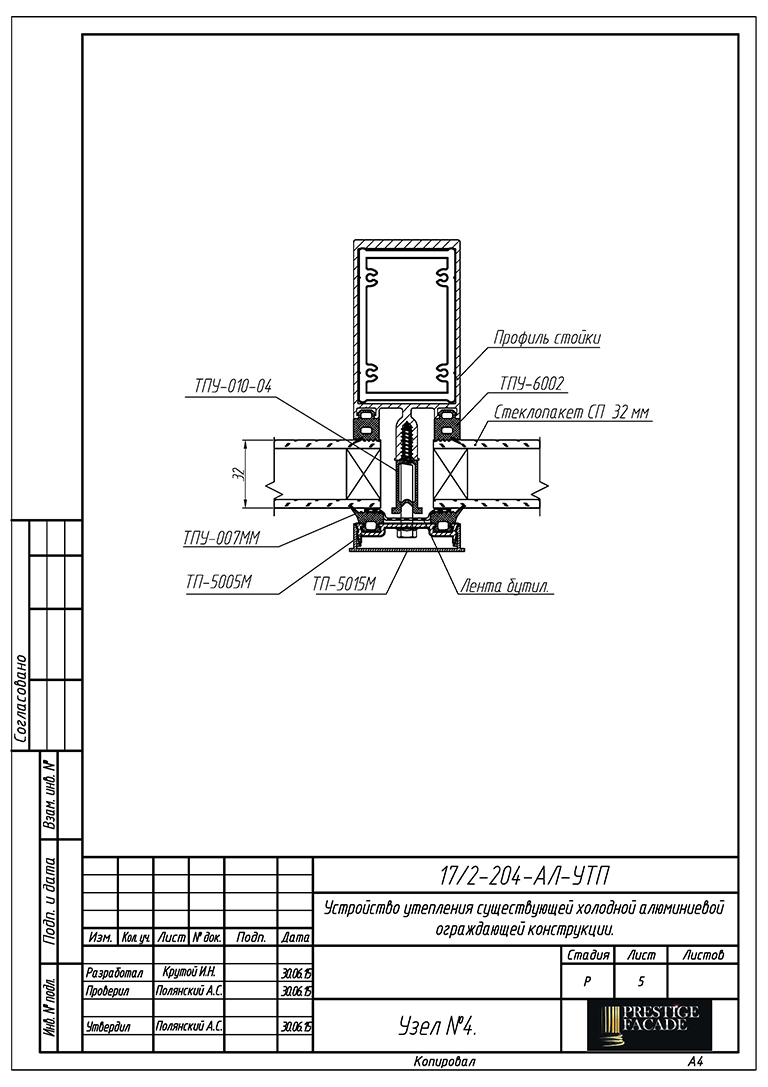 Профиль стойки
ТПУ-010-04
ТПУ-6002
Стеклопакет СП 32 мм
32
ТПУ-007ММ
ТП-5005М
ТП-5015М
Лента бутил.
Согласовано
Взам. инв. №
Подп. и дата
Инв. № подл.
17/2-204-АЛ-УТП
Устройство утепления существующей холодной алюминиевой
ограждающей конструкции.
Изм. Кол. уч. Лист № док. Подп. Дата
Стадия Лист Листов
Разработал Крутой И.Н. 30.06.15
Проверил Полянский А.С. 30.06.15
Р 5
Утвердил Полянский А.С. 30.06.15
Узел №4.
PRESTIGE
FACADE
Копировал А4